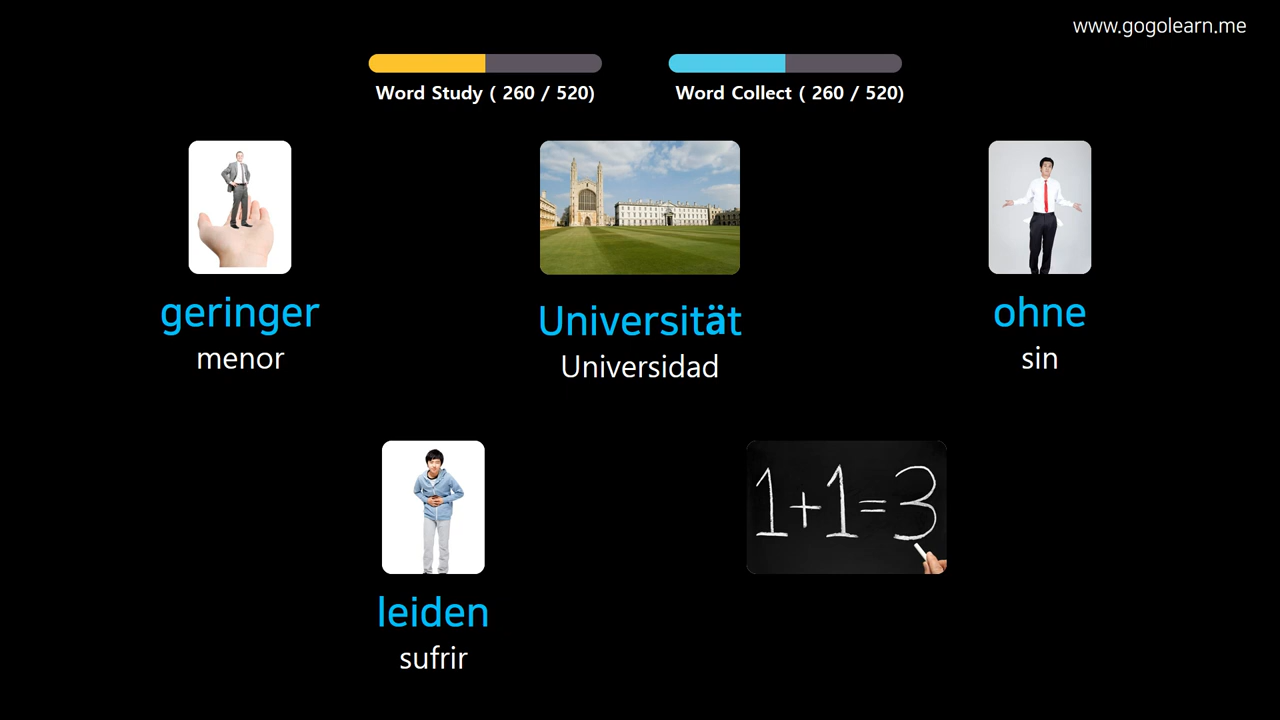 www.gogolearn.me
Word Study ( 260 / 520)
Word Collect ( 260 / 520)
geringer
menor
Universität
Universidad
ohne
sin
leiden
sufrir
1+1=3